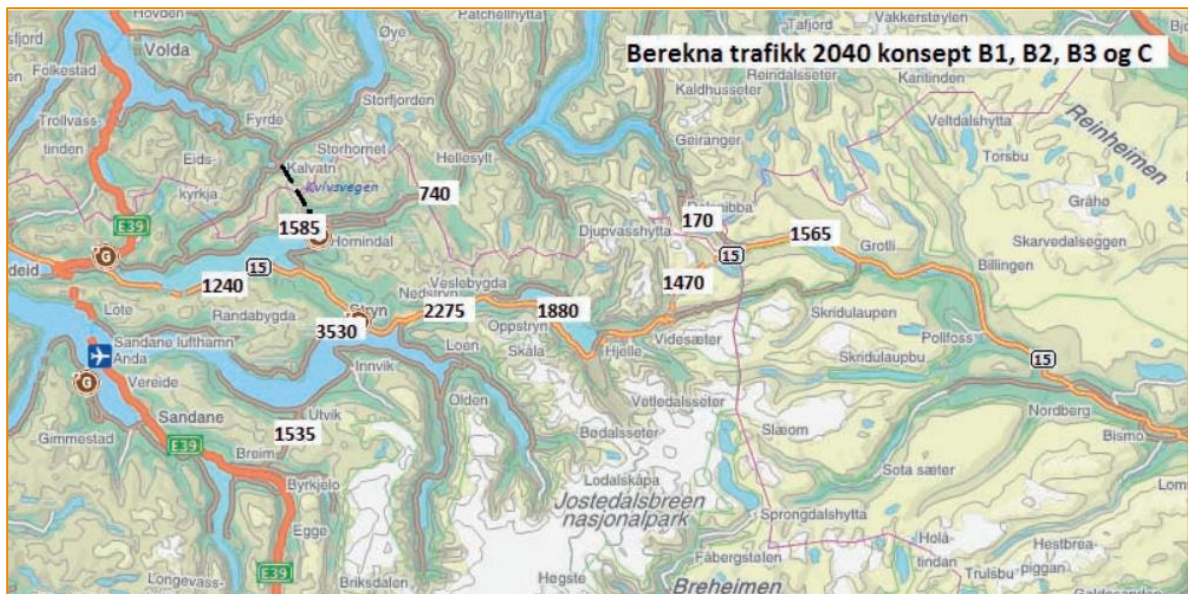 Hovden
Volda
Patchellhytta
Øye
Tafjord
Vakkerstøylen
Berekna trafikk 2040 konsept B1, B2, B3 og C
sfjord
Folkestad
Reindalsseter
Karitinden
Kaldhusseter
Storfjorden
Trollvass-
tinden
Fyrde
Storhornet
Geiranger
Veltdalshytta
Reinheimen
Torsbu
Eids-
kyrkja
Kalvatn
Hellesylt
Kvivsvegen
740
Gråhø
E39
1585
Hornindal
Djupvasshytta
170
1565
Grotli
Skarvedalseggen
G
15
15
Billingen
deid
1240
Veslebygda
1470
Nedstryn
Lote
Randabygda
Stryn
2275
1880
Skridulaupen
3530
Oppstryn
Videsæter
Pollfoss
Sandane lufthamn
Anda
Loen
Skåla
Hjelle
Skridulaupbu
15
G
Vereide
Innvik
Olden
Vetledalsseter
Nordberg
Sandane
Utvik
Gimmestad
1535
Bødalsseter
Slæom
Bismo
E39
Breim
Sota sæter
Lom
Byrkjelo
Lodalskåpa
Jostedalsbreen
nasjonalpark
Sprongdalshytta
Egge
Holå-
tindan
Hestbrea-
piggan
Fåbergstølen
Trulsbu
E39
Longevass-
Briksdalen
Høgste
Breheimen